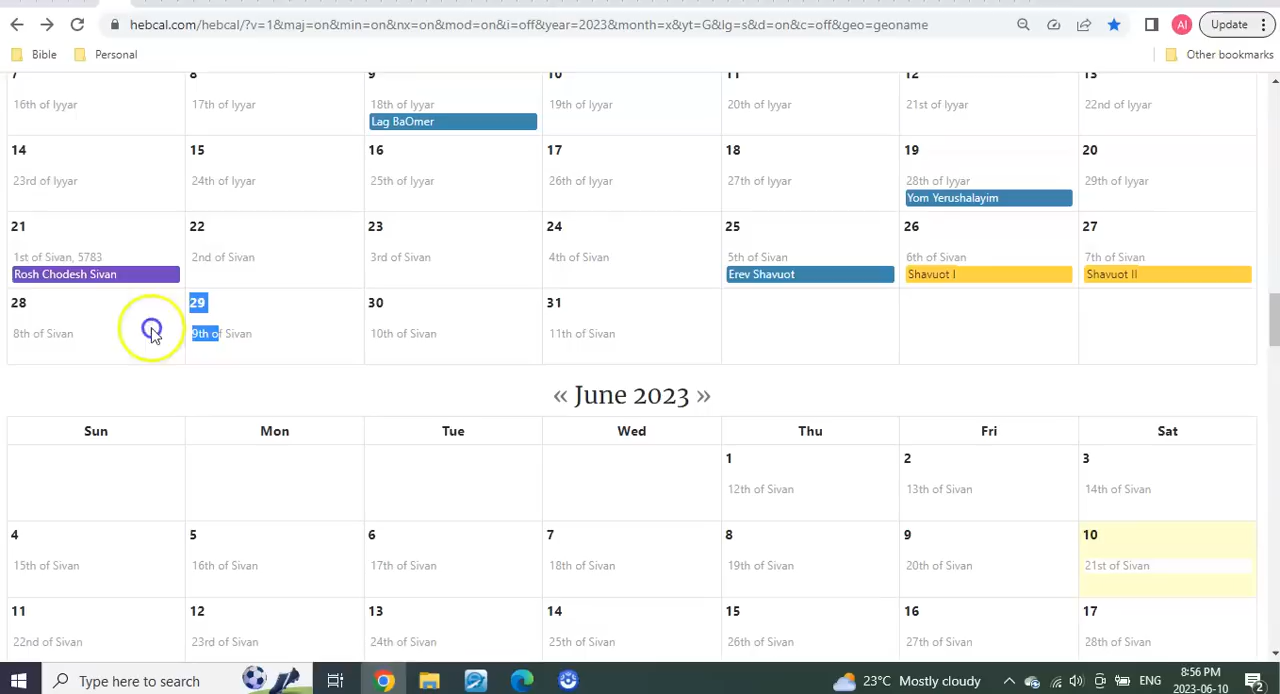 hebcal.com/hebcal/?v=1&maj=on&min=on&nx=on&mod=on&i=off&year=2023&month=x&yt=G&lg=s&d=on&c=off&geo=geoname
AI
Update
Bible
Personal
Other bookmarks
7 8 9 10 11 12 13
16th of Iyyar 17th of Iyyar 18th of Iyyar 19th of Iyyar 20th of Iyyar 21st of Iyyar 22nd of Iyyar
Lag BaOmer
14 15 16 17 18 19 20
23rd of Iyyar 24th of Iyyar 25th of Iyyar 26th of Iyyar 27th of Iyyar 28th of Iyyar 29th of Iyyar
Yom Yerushalayim
21 22 23 24 25 26 27
1st of Sivan, 5783 2nd of Sivan 3rd of Sivan 4th of Sivan 5th of Sivan 6th of Sivan 7th of Sivan
Rosh Chodesh Sivan Erev Shavuot Shavuot I Shavuot II
28 29 30 31
8th of Sivan 9th of Sivan 10th of Sivan 11th of Sivan
« June 2023 »
Sun Mon Tue Wed Thu Fri Sat
1 2 3
12th of Sivan 13th of Sivan 14th of Sivan
4 5 6 7 8 9 10
15th of Sivan 16th of Sivan 17th of Sivan 18th of Sivan 19th of Sivan 20th of Sivan 21st of Sivan
11 12 13 14 15 16 17
22nd of Sivan 23rd of Sivan 24th of Sivan 25th of Sivan 26th of Sivan 27th of Sivan 28th of Sivan
Type here to search
23°C Mostly cloudy
ENG
8:56 PM
2023-06-10
2